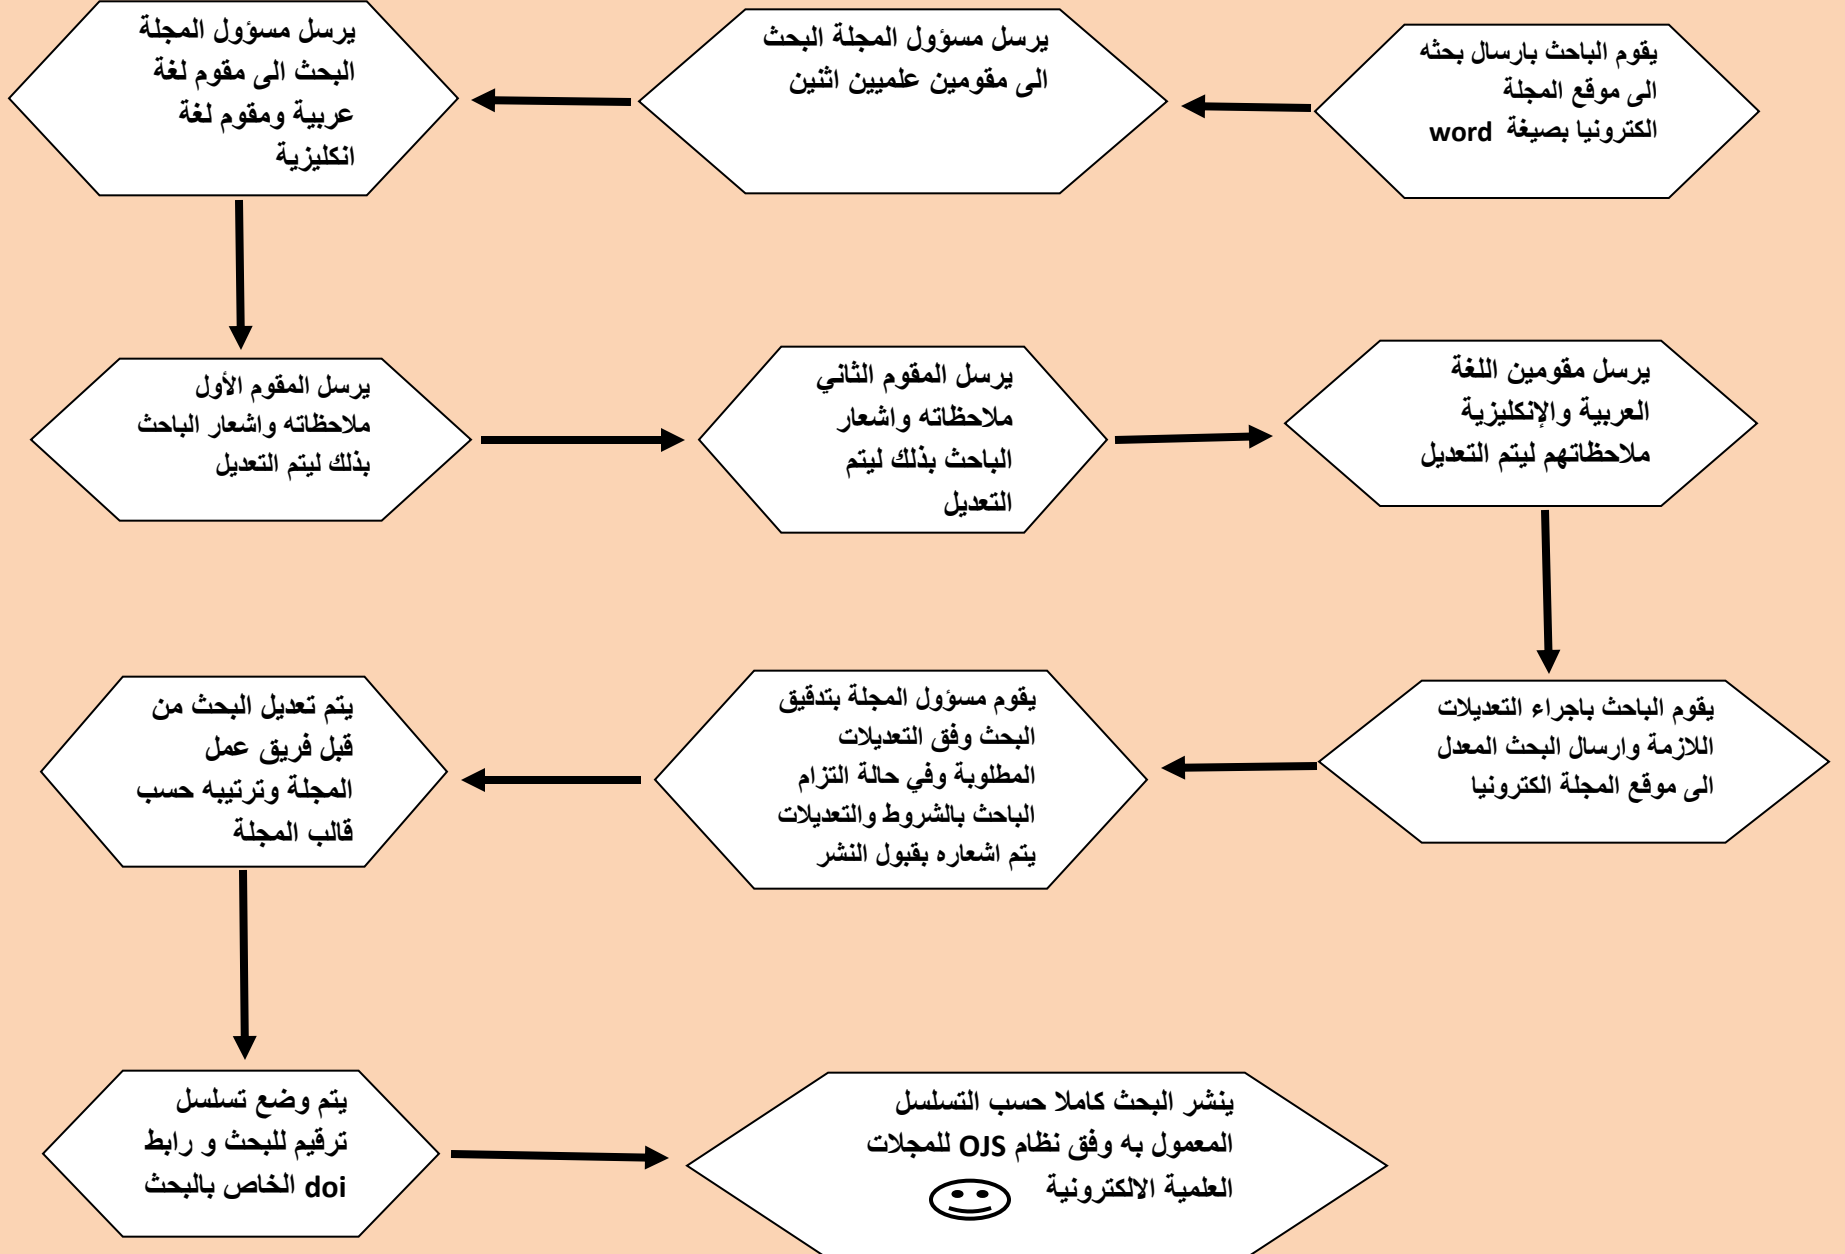 يقوم الباحث بارسال بحثه
الى موقع المجلة
الكترونيا بصيغة word
يرسل مسؤول المجلة البحث
الى مقومين علميين اثنين
يرسل مسؤول المجلة
البحث الى مقوم لغة
عربية ومقوم لغة
انكليزية
يرسل المقوم الأول
ملاحظاته واشعار الباحث
بذلك ليتم التعديل
يرسل المقوم الثاني
ملاحظاته واشعار
الباحث بذلك ليتم
التعديل
يرسل مقومين اللغة
العربية والإنكليزية
ملاحظاتهم ليتم التعديل
يقوم الباحث باجراء التعديلات
اللازمة وارسال البحث المعدل
الى موقع المجلة الكترونيا
يقوم مسؤول المجلة بتدقيق
البحث وفق التعديلات
المطلوبة وفي حالة التزام
الباحث بالشروط والتعديلات
يتم اشعاره بقبول النشر
يتم تعديل البحث من
قبل فريق عمل
المجلة وترتيبه حسب
قالب المجلة
يتم وضع تسلسل
ترقيم للبحث و رابط
doi الخاص بالبحث
ينشر البحث كاملا حسب التسلسل
المعمول به وفق نظام OJS للمجلات
العلمية الالكترونية